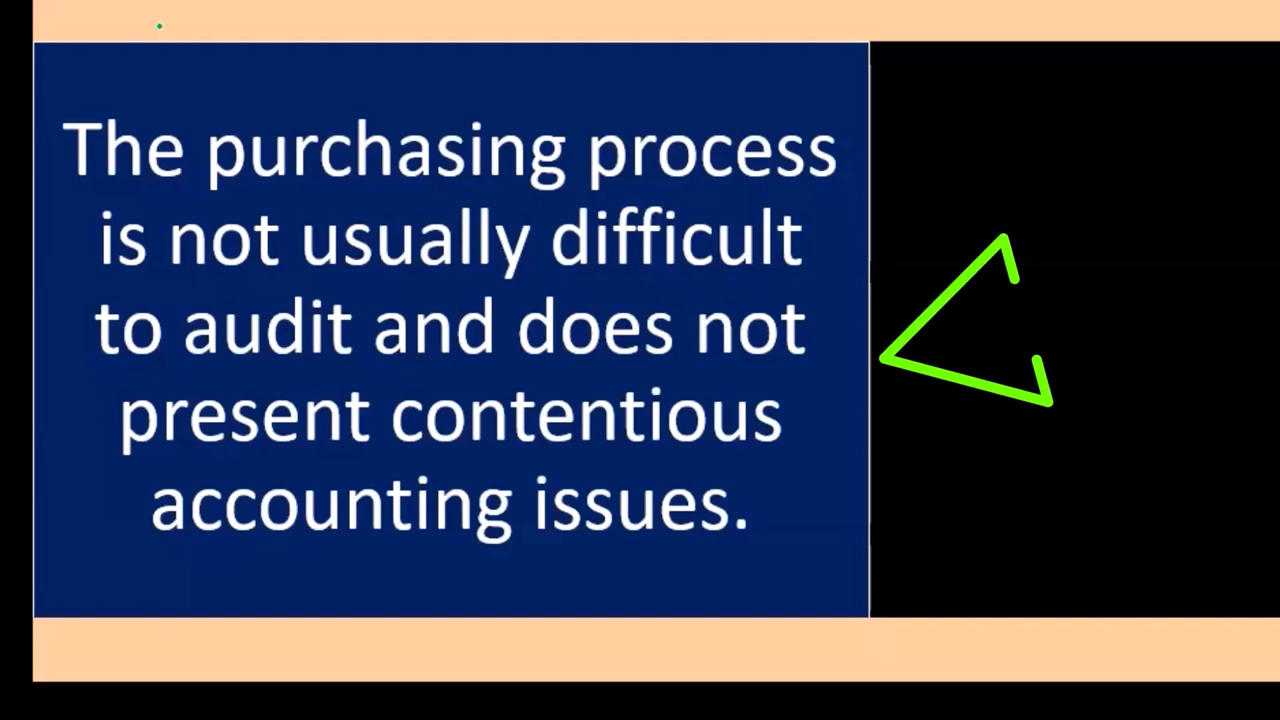 The purchasing process
is not usually difficult
to audit and does not
present contentious
accounting issues.